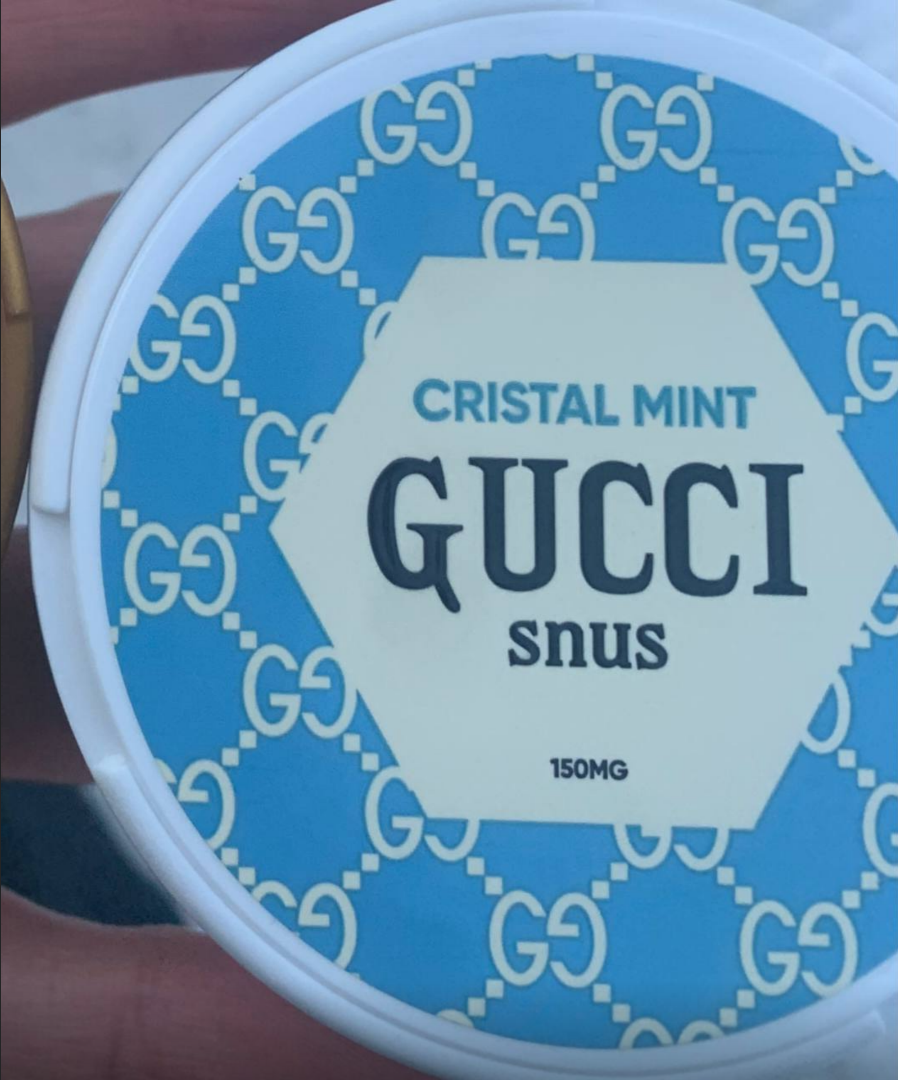 CRISTAL MINT
GUCCI
snus
150MG